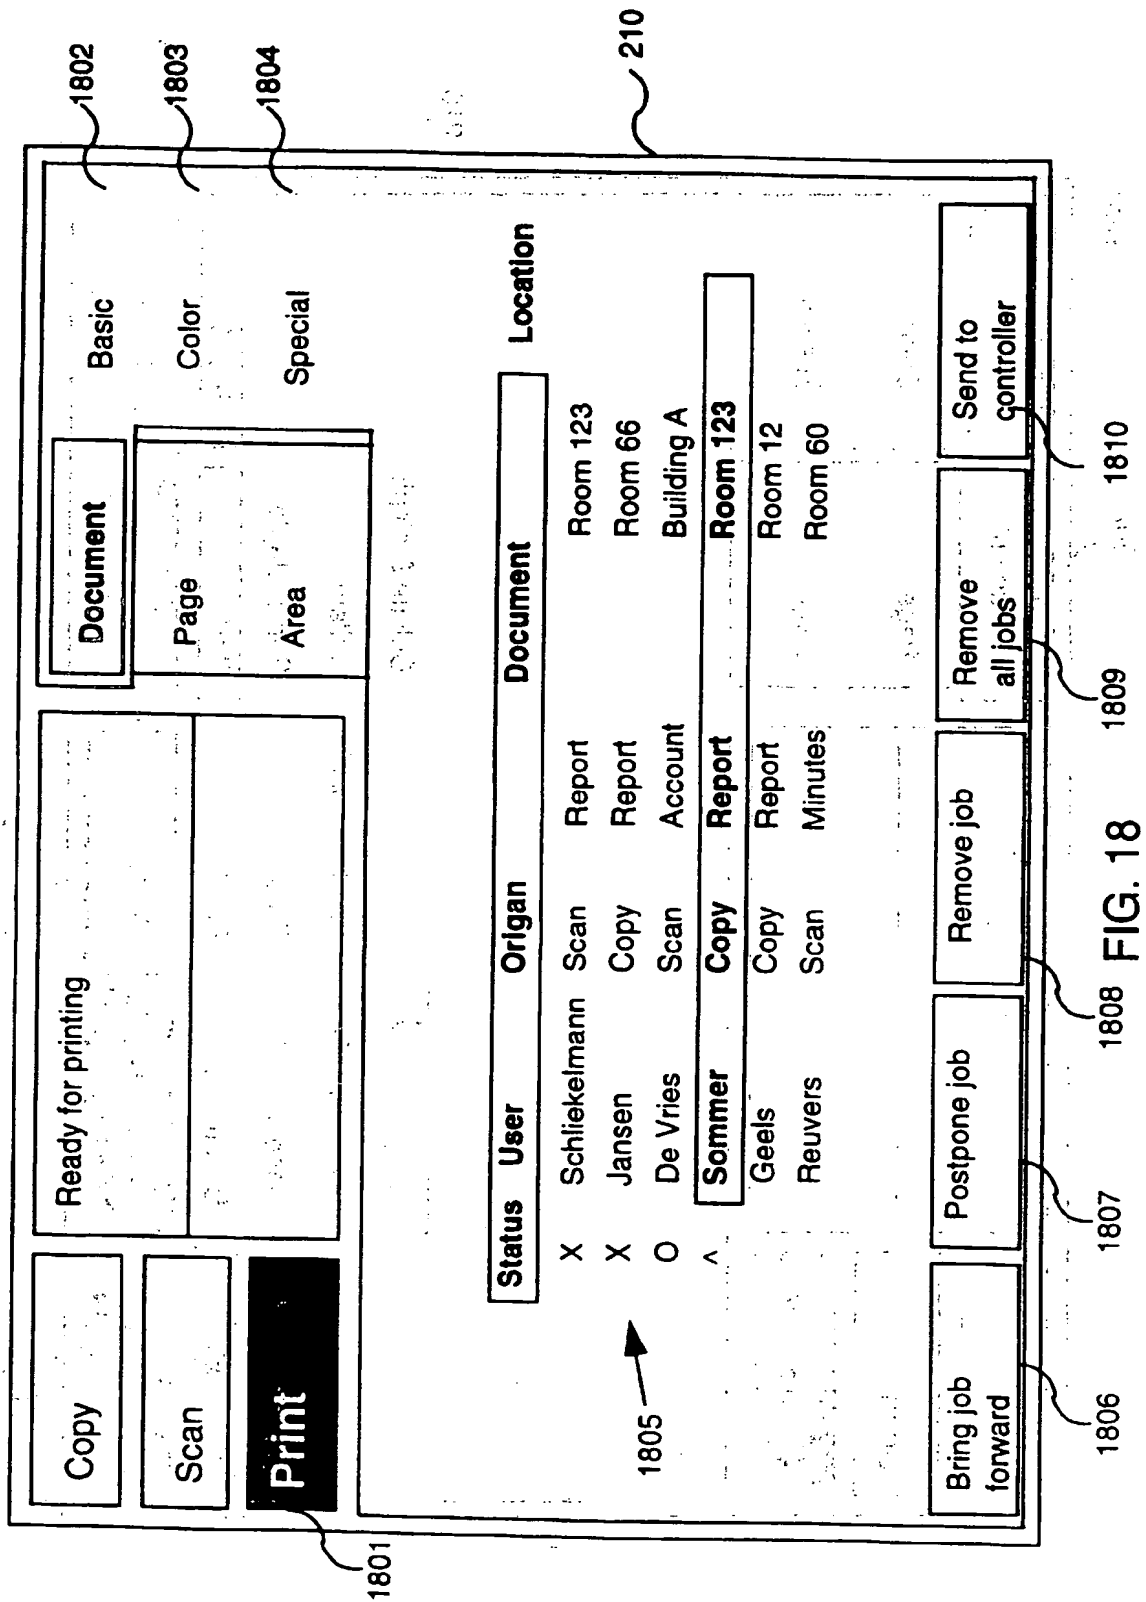 1802
1803
1804
210
Copy
Scan
Print
1801
Ready for printing
Document
Page
Area
Basic
Color
Special
Status User Origan Document Location
X Schliekelmann Scan Report Room 123
X Jansen Copy Report Room 66
O De Vries Scan Account Building A
^ Sommer Copy Report Room 123
Geels Copy Report Room 12
Reuvers Scan Minutes Room 60
1805
Bring job
forward
Postpone job
Remove job
Remove
all jobs
Send to
controller
1806
1807
1808
1809
1810
FIG. 18